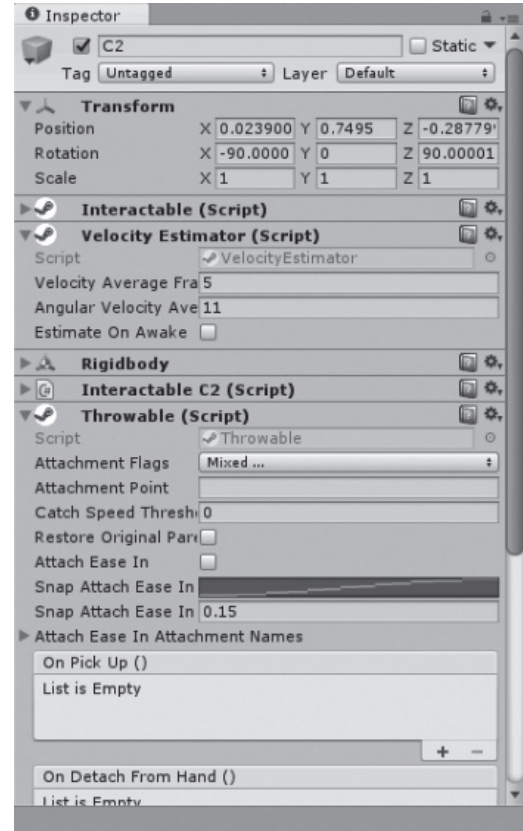 Inspector
C2 Static
Tag Untagged Layer Default
Transform
Position X 0.023900 Y 0.7495 Z -0.28779
Rotation X -90.0000 Y 0 Z 90.00001
Scale X 1 Y 1 Z 1
Interactable (Script)
Velocity Estimator (Script)
Script VelocityEstimator
Velocity Average Fra 5
Angular Velocity Ave 11
Estimate On Awake
Rigidbody
Interactable C2 (Script)
Throwable (Script)
Script Throwable
Attachment Flags Mixed ...
Attachment Point
Catch Speed Thresh 0
Restore Original Par
Attach Ease In
Snap Attach Ease In
Snap Attach Ease In 0.15
Attach Ease In Attachment Names
On Pick Up ()
List is Empty
+ −
On Detach From Hand ()
List is Empty